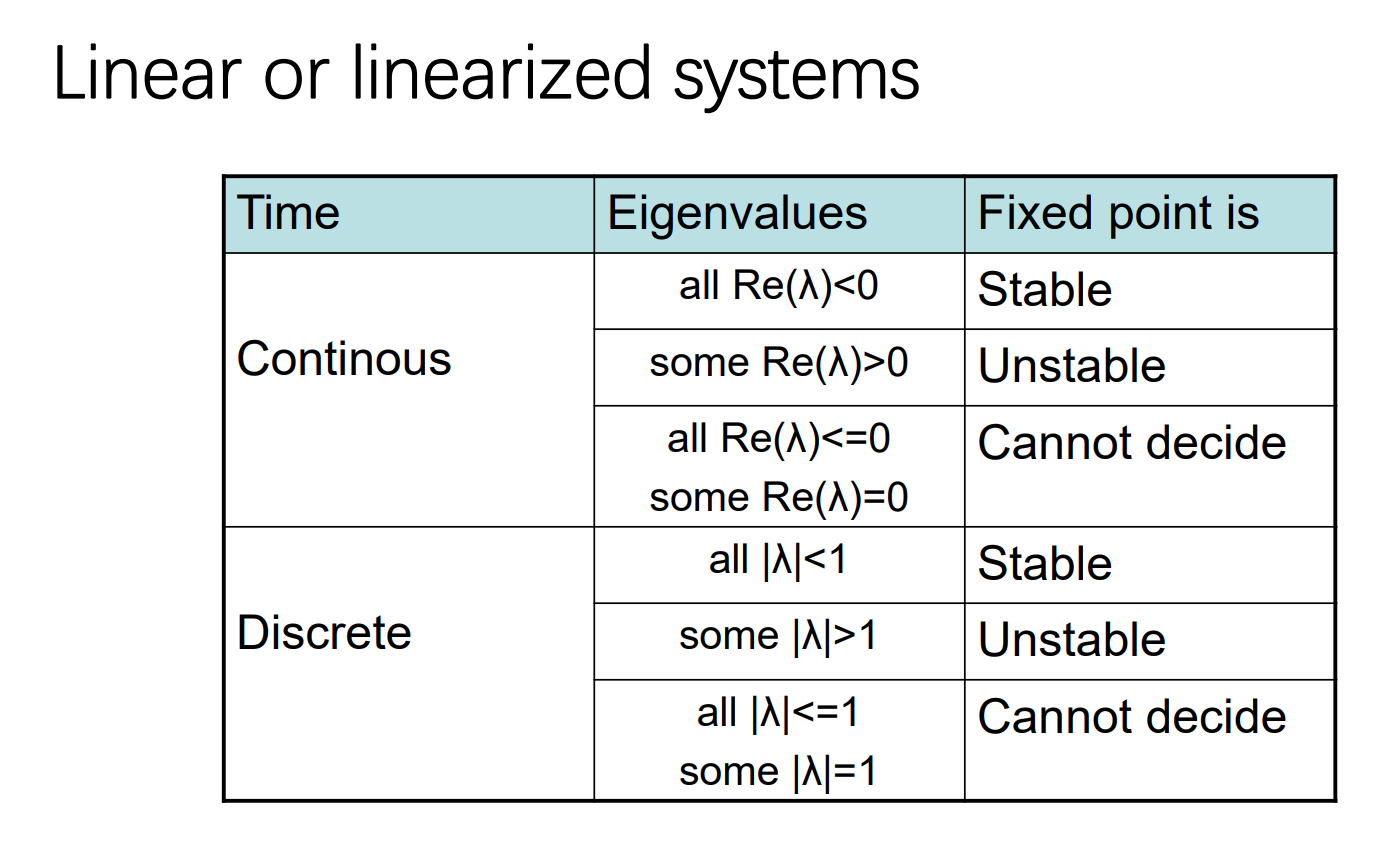 Linear or linearized systems
Time Eigenvalues Fixed point is
Continous
all Re(λ)<0 Stable
some Re(λ)>0 Unstable
all Re(λ)<=0 Cannot decide
some Re(λ)=0
Discrete
all |λ|<1 Stable
some |λ|>1 Unstable
all |λ|<=1 Cannot decide
some |λ|=1